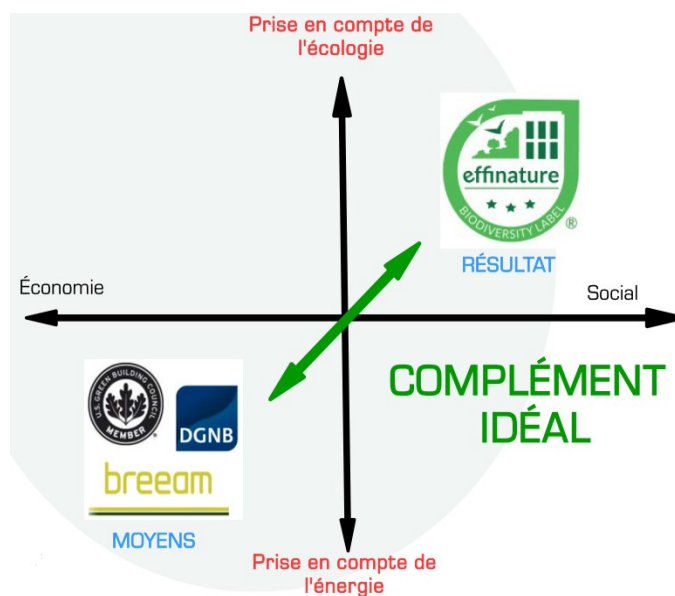 Prise en compte de
l'écologie
effinature
BIODIVERSITY LABEL
®
RÉSULTAT
Économie
Social
U.S. GREEN BUILDING COUNCIL
MEMBER
®
DGNB
breeam
MOYENS
COMPLÉMENT
IDÉAL
Prise en compte de
l'énergie